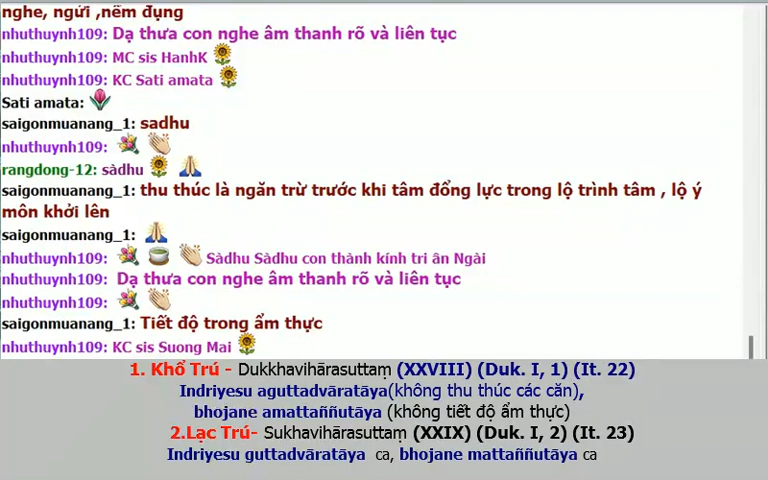 nghe, ngửi ,nếm đụng
nhuthuynh109: Dạ thưa con nghe âm thanh rõ và liên tục
nhuthuynh109: MC sis HanhK
nhuthuynh109: KC Sati amata
Sati amata:
saigonmuanang_1: sadhu
nhuthuynh109:
rangdong-12: sàdhu
saigonmuanang_1: thu thúc là ngăn trừ trước khi tâm đổng lực trong lộ trình tâm , lộ ý
môn khởi lên
saigonmuanang_1:
nhuthuynh109: Sàdhu Sàdhu con thành kính tri ân Ngài
nhuthuynh109: Dạ thưa con nghe âm thanh rõ và liên tục
nhuthuynh109:
saigonmuanang_1: Tiết độ trong ẩm thực
nhuthuynh109: KC sis Suong Mai
1. Khổ Trú - Dukkhavihārasuttaṃ (XXVIII) (Duk. I, 1) (It. 22)
Indriyesu aguttadvāratāya(không thu thúc các căn),
bhojane amattaññutāya (không tiết độ ẩm thực)
2.Lạc Trú- Sukhavihārasuttaṃ (XXIX) (Duk. I, 2) (It. 23)
Indriyesu guttadvāratāya ca, bhojane mattaññutāya ca